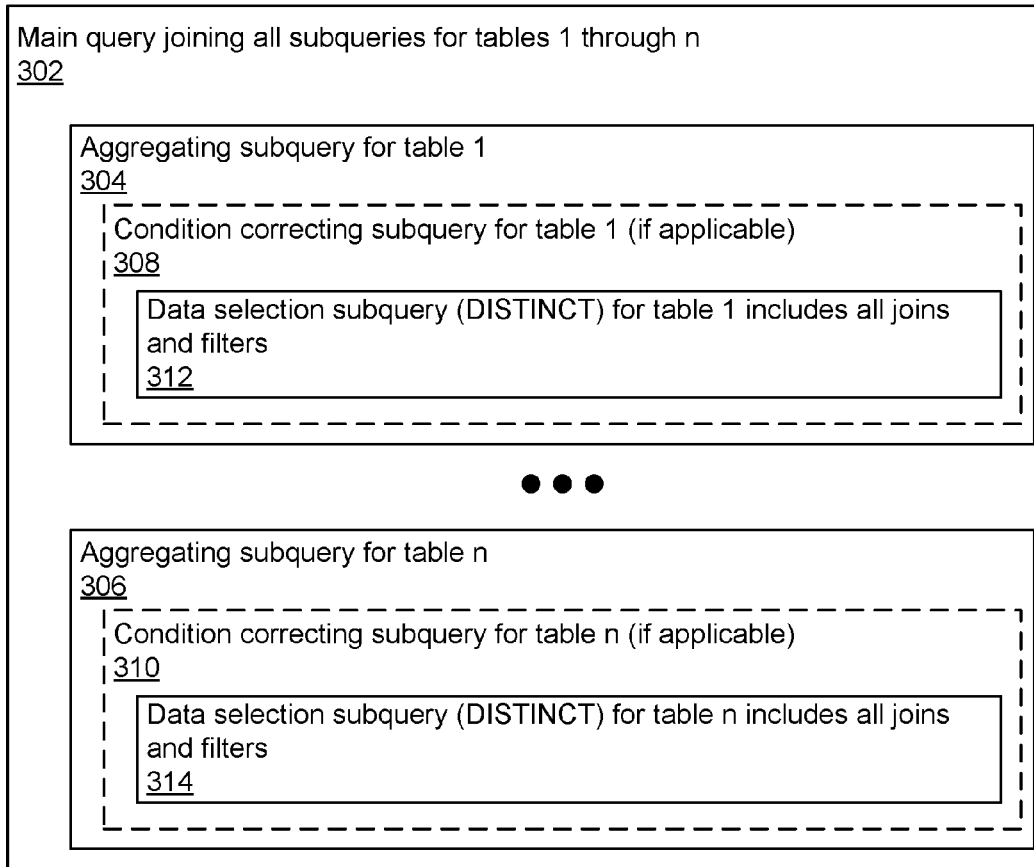 Main query joining all subqueries for tables 1 through n
302
Aggregating subquery for table 1
304
Condition correcting subquery for table 1 (if applicable)
308
Data selection subquery (DISTINCT) for table 1 includes all joins
and filters
312
Aggregating subquery for table n
306
Condition correcting subquery for table n (if applicable)
310
Data selection subquery (DISTINCT) for table n includes all joins
and filters
314